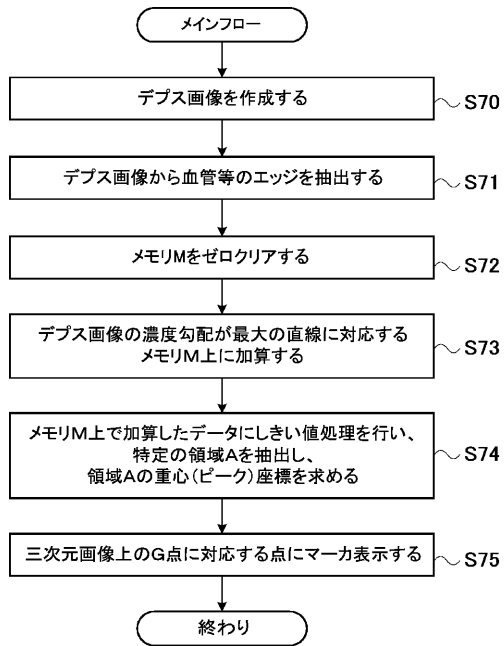 メインフロー
デプス画像を作成する
S70
デプス画像から血管等のエッジを抽出する
S71
メモリMをゼロクリアする
S72
デプス画像の濃度勾配が最大の直線に対応する
メモリM上に加算する
S73
メモリM上で加算したデータにしきい値処理を行い、
特定の領域Aを抽出し、
領域Aの重心(ピーク)座標を求める
S74
三次元画像上のG点に対応する点にマーカ表示する
S75
終わり